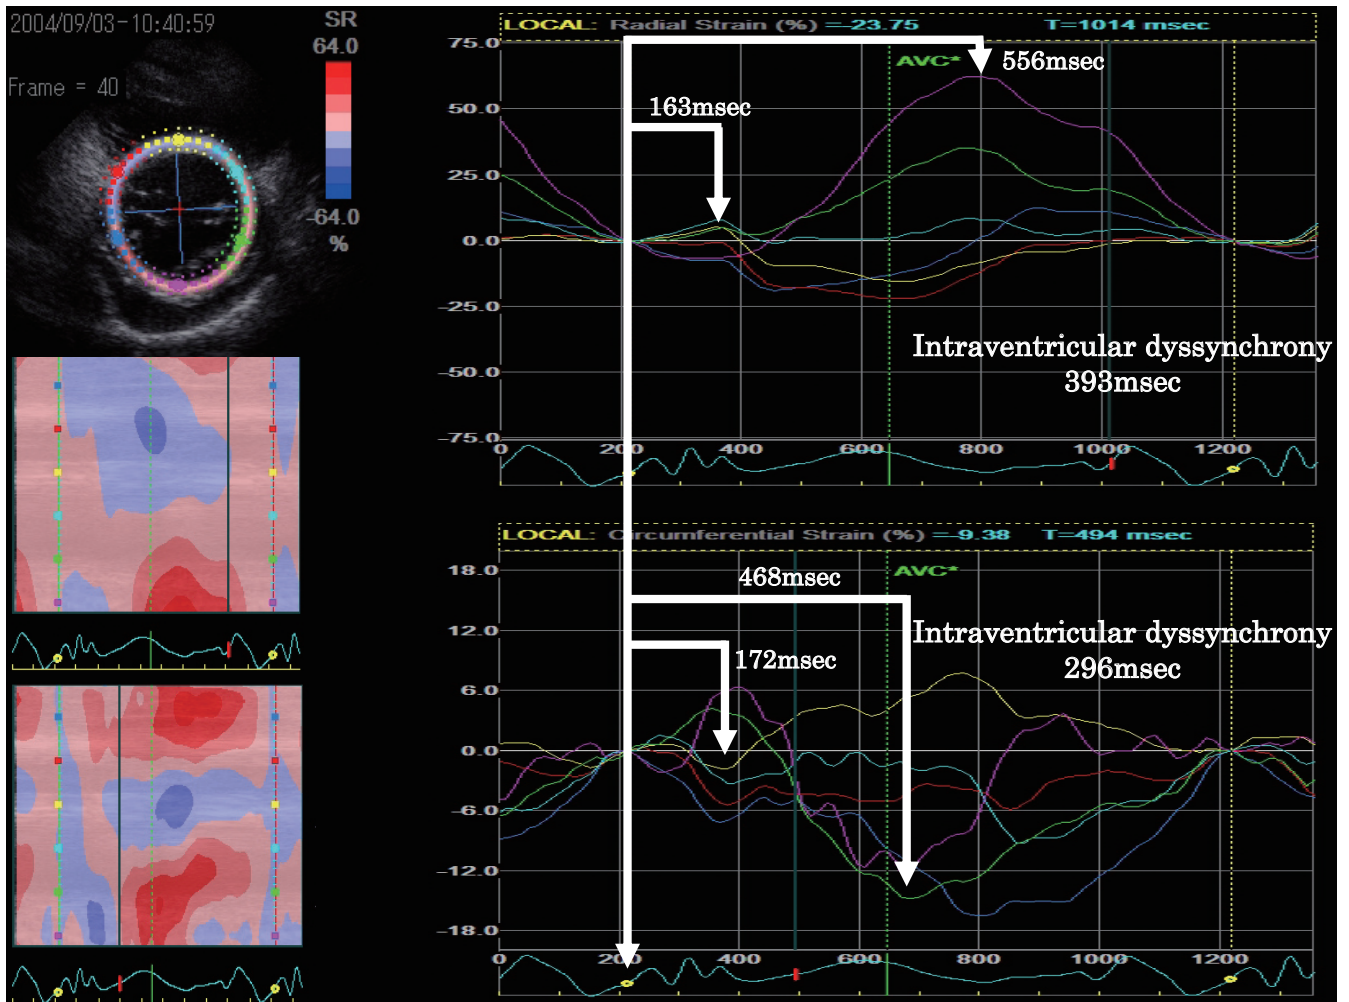 2004/09/03-10:40:59
SR
64.0
Frame = 40
-64.0
%
LOCAL: Radial Strain (%) =-23.75 T=1014 msec
75.0
AVC*
556msec
163msec
50.0
25.0
0.0
-25.0
Intraventricular dyssynchrony
393msec
-50.0
-75.0
0 200 400 600 800 1000 1200
LOCAL: Circumferential Strain (%) =-9.38 T=494 msec
18.0
AVC*
468msec
12.0
Intraventricular dyssynchrony
296msec
172msec
6.0
0.0
-6.0
-12.0
-18.0
0 200 400 600 800 1000 1200